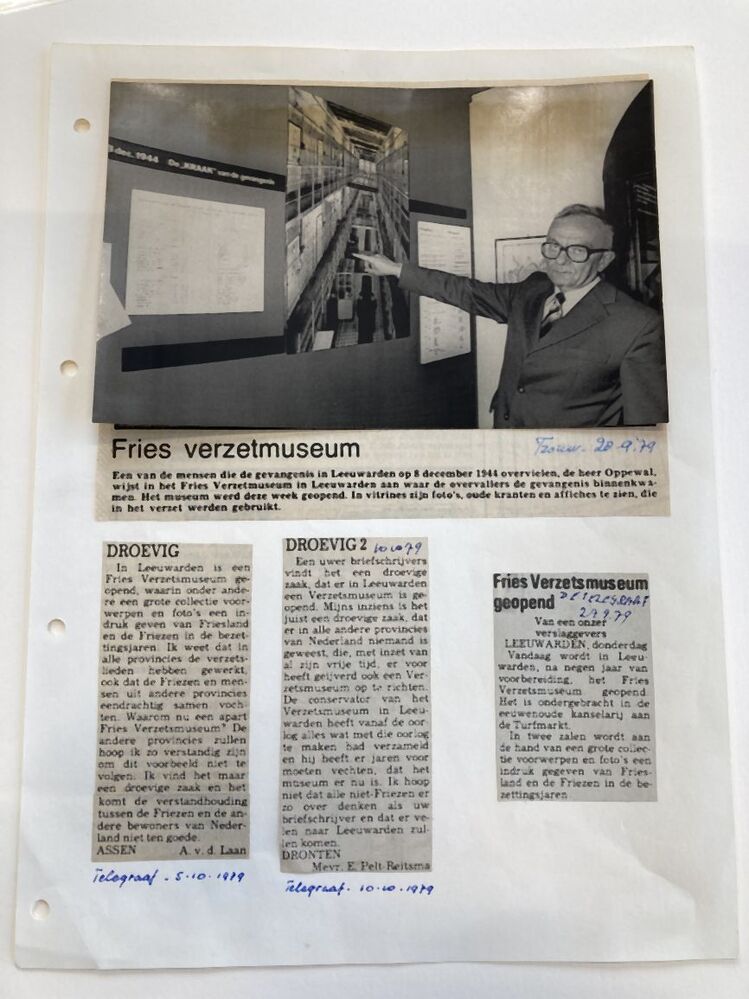 8 dec. 1944 De „KRAAK" van de gevangenis
Fries verzetmuseum
Trouw - 28-9-'79
Een van de mensen die de gevangenis in Leeuwarden op 8 december 1944 overvielen, de heer Oppewal,
wijst in het Fries Verzetmuseum in Leeuwarden aan waar de overvallers de gevangenis binnenkwa-
men. Het museum werd deze week geopend. In vitrines zijn foto's, oude kranten en affiches te zien, die
in het verzet werden gebruikt.
DROEVIG
In Leeuwarden is een
Fries Verzetsmuseum ge-
opend, waarin onder ande-
re een grote collectie voor-
werpen en foto's een in-
druk geven van Friesland
en de Friezen in de bezet-
tingsjaren. Ik weet dat in
alle provincies de verzets-
lieden hebben gewerkt,
ook dat de Friezen en men-
sen uit andere provincies
eendrachtig samen voch-
ten. Waarom nu een apart
Fries Verzetsmuseum? De
andere provincies zullen
hoop ik zo verstandig zijn
om dit voorbeeld niet te
volgen. Ik vind het maar
een droevige zaak en het
komt de verstandhouding
tussen de Friezen en de an-
dere bewoners van Neder-
land niet ten goede.
ASSEN A. v. d. Laan
Telegraaf - 5-10-1979
DROEVIG 2
10.10 79
Een uwer briefschrijvers
vindt het een droevige
zaak, dat er in Leeuwarden
een Verzetsmuseum is ge-
opend. Mijns inziens is het
juist een droevige zaak, dat
er in alle andere provincies
van Nederland niemand is
geweest, die, met inzet van
al zijn vrije tijd, er voor
heeft geijverd ook een Ver-
zetsmuseum op te richten.
De conservator van het
Verzetsmuseum in Leeu-
warden heeft vanaf de oor-
log alles wat met die oorlog
te maken had verzameld
en hij heeft er jaren voor
moeten vechten, dat het
museum er nu is. Ik hoop
niet dat alle niet-Friezen er
zo over denken als uw
briefschrijver en dat er ve-
len naar Leeuwarden zul-
len komen.
DRONTEN
Mevr. E. Pelt-Reitsma
Telegraaf - 10-10-1979
Fries Verzetsmuseum
geopend
DE TELEGRAAF
27.9.79
Van een onzer
verslaggevers
LEEUWARDEN, donderdag
Vandaag wordt in Leeu-
warden, na negen jaar van
voorbereiding, het Fries
Verzetsmuseum geopend.
Het is ondergebracht in de
eeuwenoude kanselarij aan
de Turfmarkt.
In twee zalen wordt aan
de hand van een grote collec-
tie voorwerpen en foto's een
indruk gegeven van Fries-
land en de Friezen in de be-
zettingsjaren.